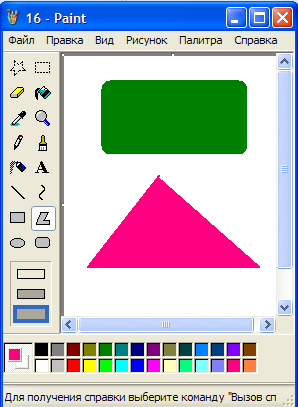 16 - Paint
Файл Правка Вид Рисунок Палитра Справка
A
Для получения справки выберите команду "Вызов сп